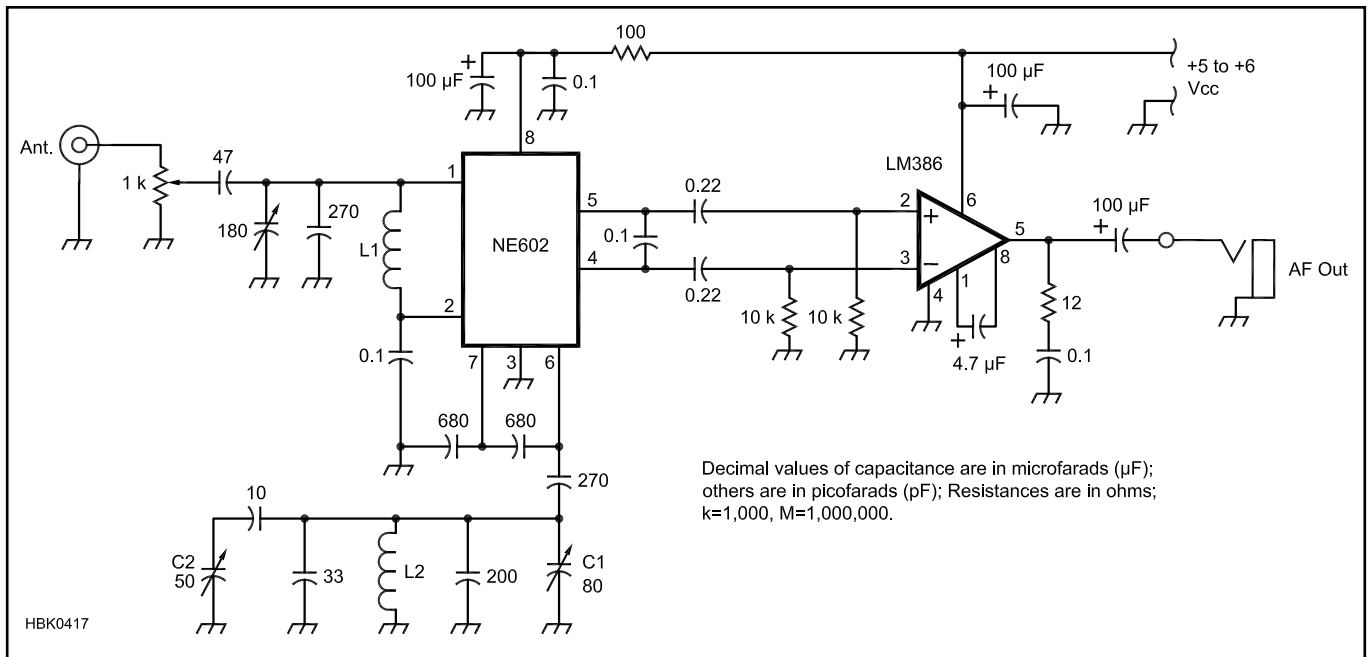 100
100 µF
+
0.1
100 µF
+
+5 to +6
Vcc
Ant.
1 k
47
180
270
L1
0.1
1
2
8
NE602
5
4
7
3
6
0.22
0.1
0.22
10 k
10 k
LM386
2
+
3
–
6
5
8
1
4
+
4.7 µF
100 µF
+
12
0.1
AF Out
680
680
270
10
C2
50
33
L2
200
C1
80
Decimal values of capacitance are in microfarads (µF);
others are in picofarads (pF); Resistances are in ohms;
k=1,000, M=1,000,000.
HBK0417